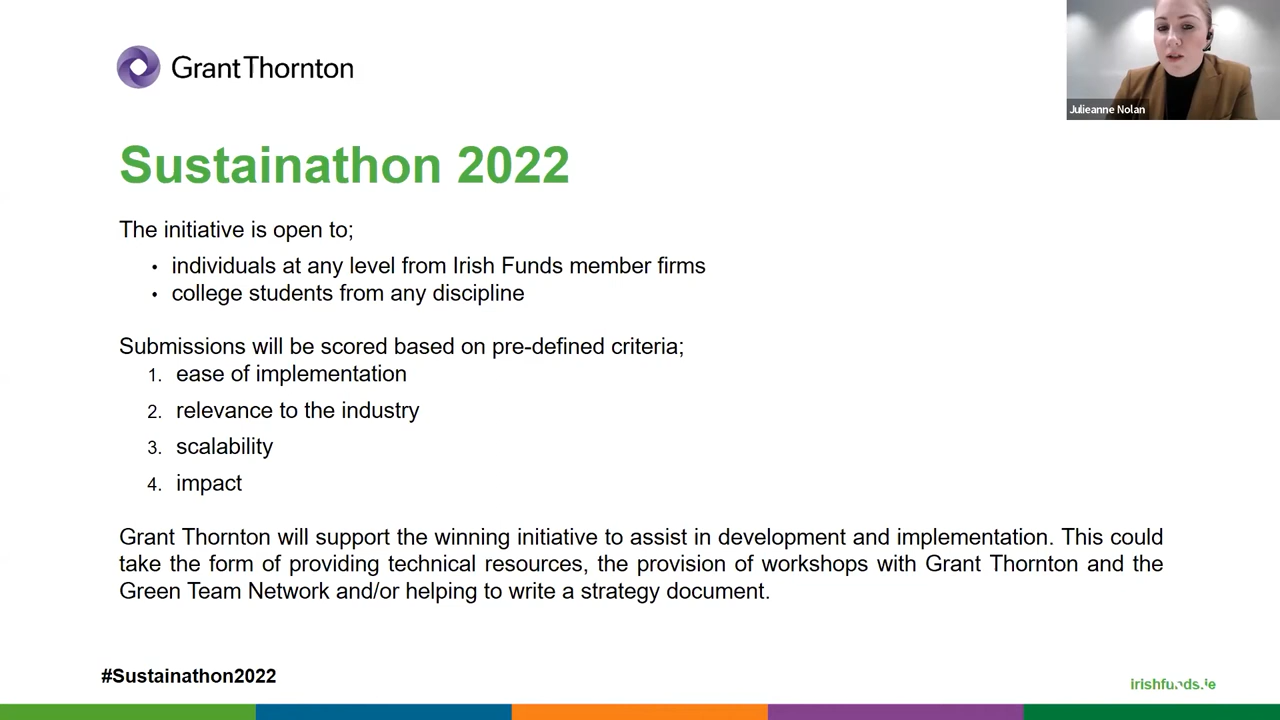 Grant Thornton
Julieanne Nolan
Sustainathon 2022
The initiative is open to;
• individuals at any level from Irish Funds member firms
• college students from any discipline
Submissions will be scored based on pre-defined criteria;
1. ease of implementation
2. relevance to the industry
3. scalability
4. impact
Grant Thornton will support the winning initiative to assist in development and implementation. This could
take the form of providing technical resources, the provision of workshops with Grant Thornton and the
Green Team Network and/or helping to write a strategy document.
#Sustainathon2022
irishfunds.ie